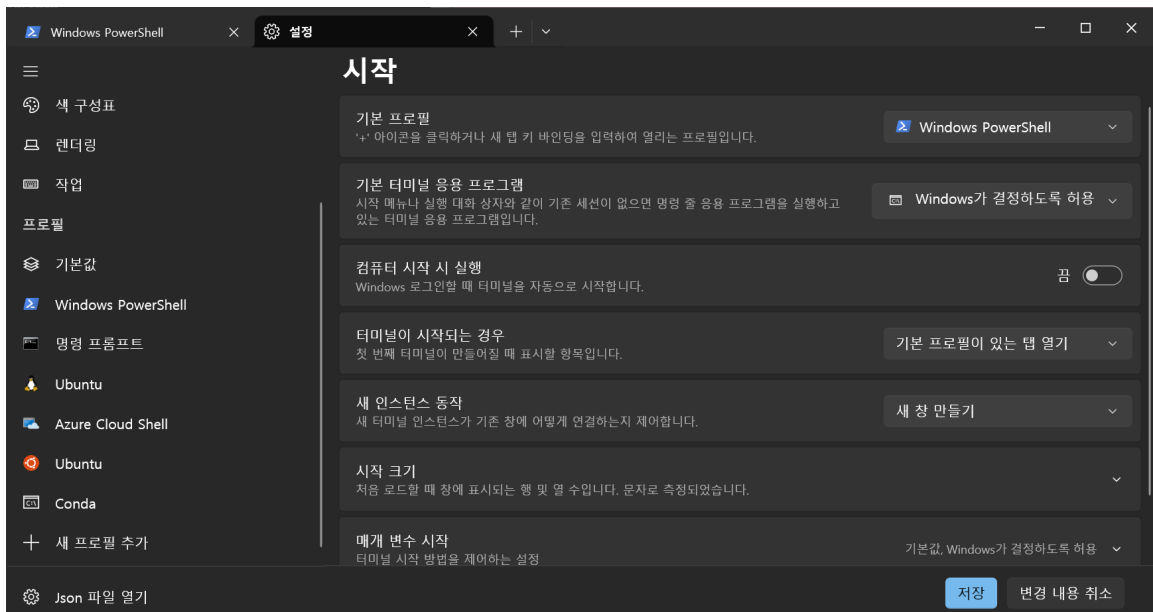 Windows PowerShell
설정
시작
색 구성표
렌더링
작업
프로필
기본값
Windows PowerShell
명령 프롬프트
Ubuntu
Azure Cloud Shell
Ubuntu
Conda
새 프로필 추가
Json 파일 열기
기본 프로필
'+' 아이콘을 클릭하거나 새 탭 키 바인딩을 입력하여 열리는 프로필입니다.
Windows PowerShell
기본 터미널 응용 프로그램
시작 메뉴나 실행 대화 상자와 같이 기존 세션이 없으면 명령 줄 응용 프로그램을 실행하고
있는 터미널 응용 프로그램입니다.
Windows가 결정하도록 허용
컴퓨터 시작 시 실행
Windows 로그인할 때 터미널을 자동으로 시작합니다.
끔
터미널이 시작되는 경우
첫 번째 터미널이 만들어질 때 표시할 항목입니다.
기본 프로필이 있는 탭 열기
새 인스턴스 동작
새 터미널 인스턴스가 기존 창에 어떻게 연결하는지 제어합니다.
새 창 만들기
시작 크기
처음 로드할 때 창에 표시되는 행 및 열 수입니다. 문자로 측정되었습니다.
매개 변수 시작
터미널 시작 방법을 제어하는 설정
기본값, Windows가 결정하도록 허용
저장
변경 내용 취소